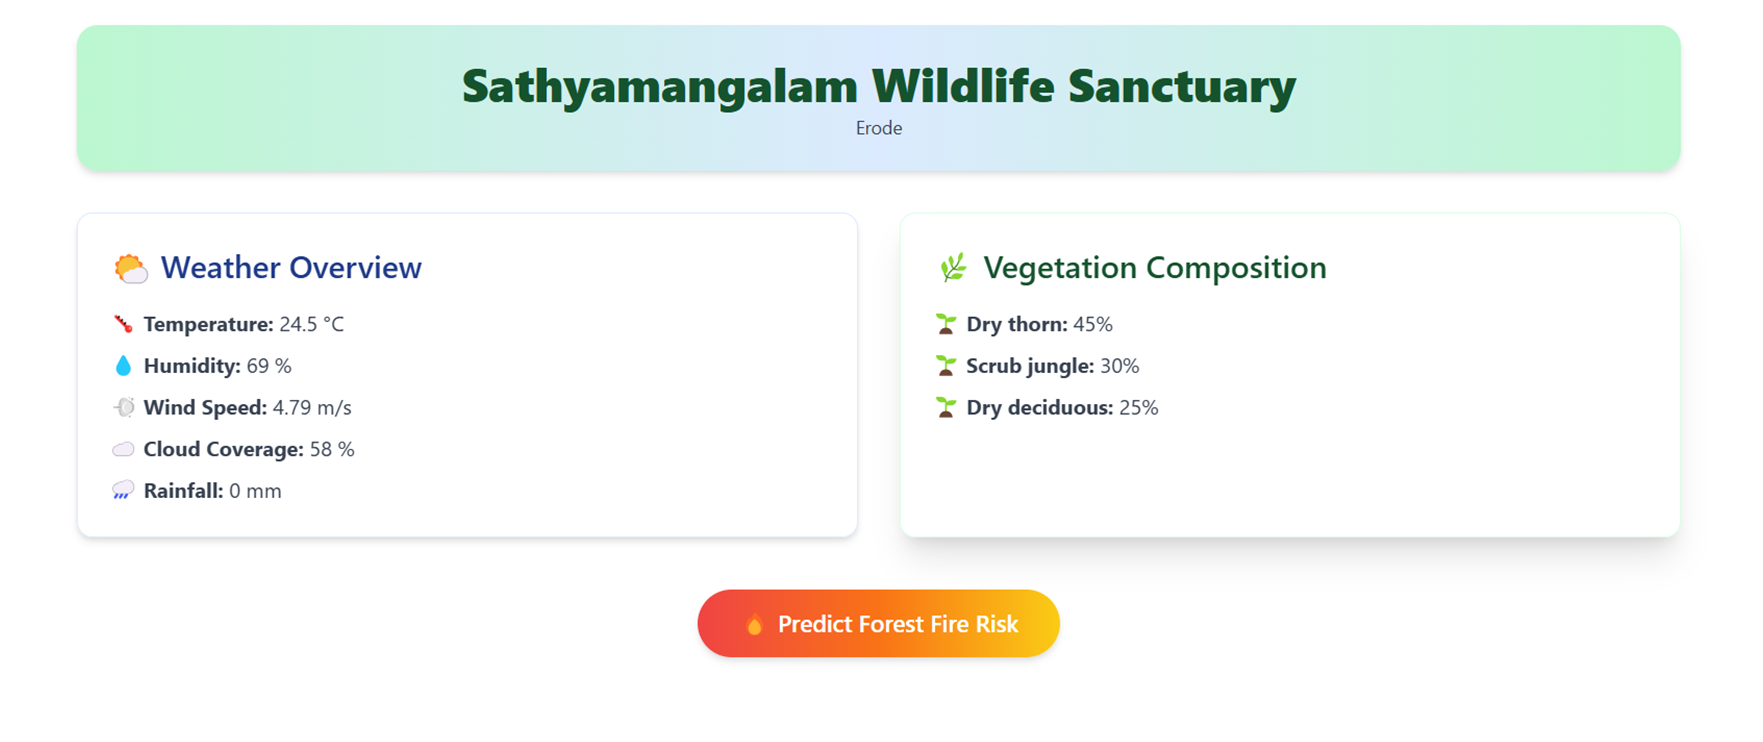 Sathyamangalam Wildlife Sanctuary
Erode
Weather Overview
Temperature: 24.5 °C
Humidity: 69 %
Wind Speed: 4.79 m/s
Cloud Coverage: 58 %
Rainfall: 0 mm
Vegetation Composition
Dry thorn: 45%
Scrub jungle: 30%
Dry deciduous: 25%
Predict Forest Fire Risk